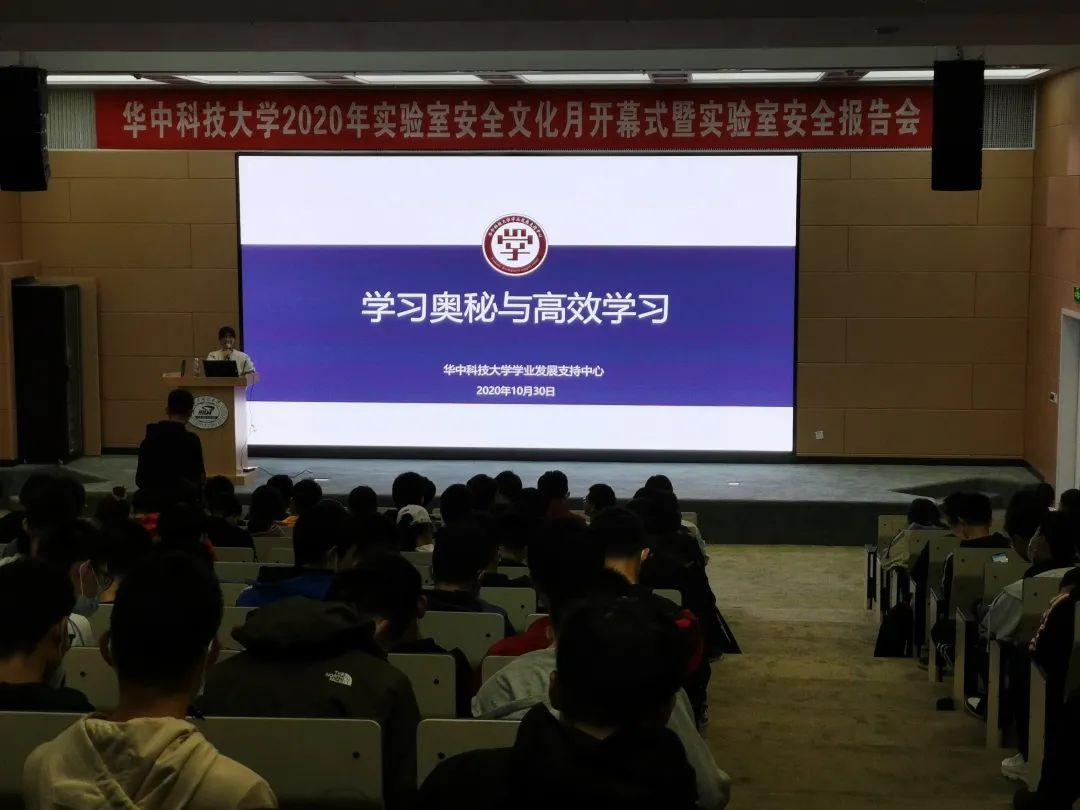 华中科技大学2020年实验室安全文化月开幕式暨实验室安全报告会
学
学习奥秘与高效学习
华中科技大学学业发展支持中心
2020年10月30日